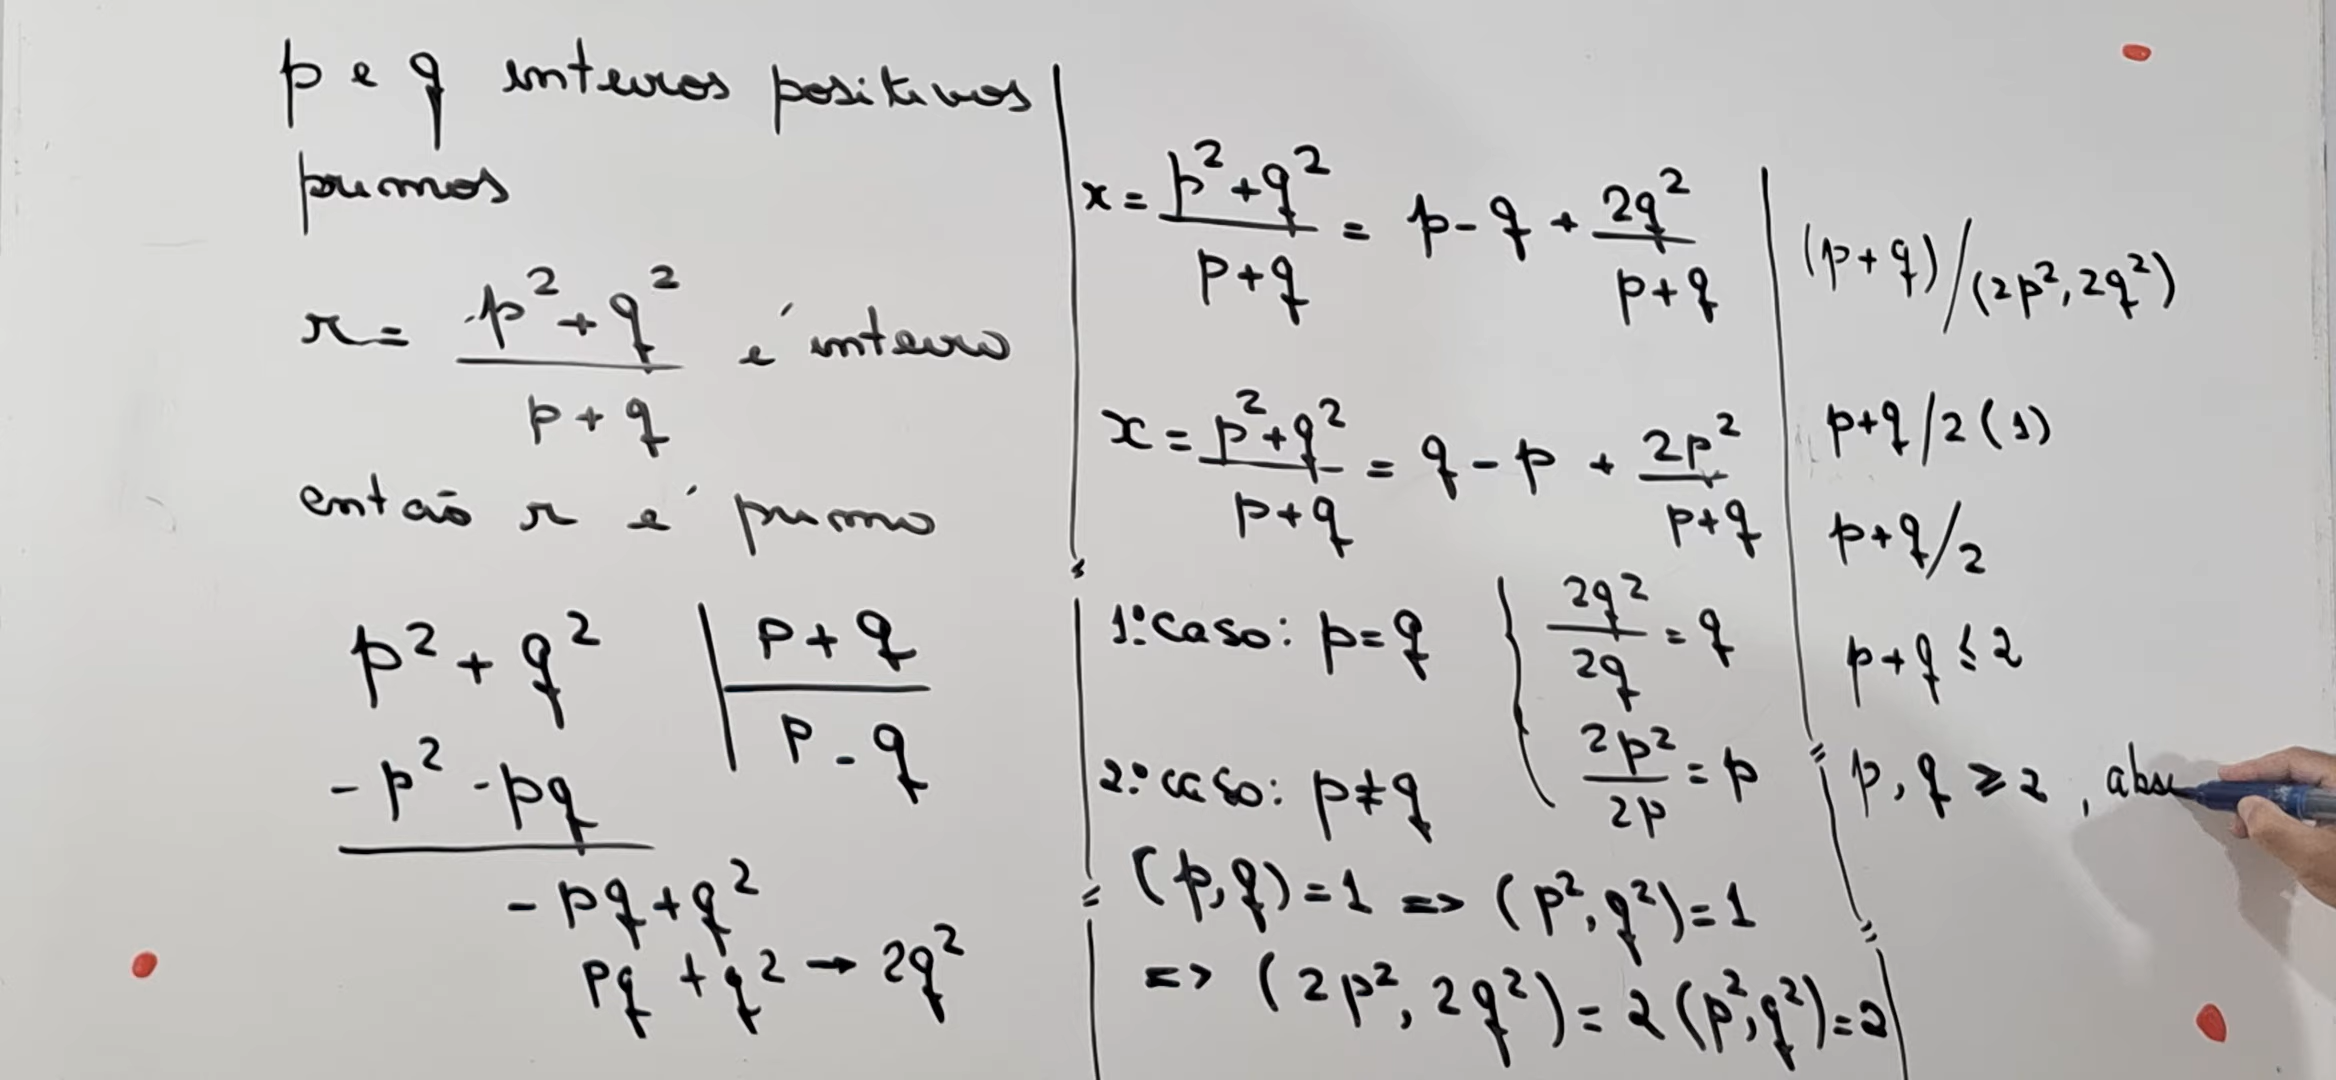 p e q inteiros positivos
primos
r = (p² + q²)/(p + q) é inteiro
então r é primo
p² + q² | p + q
-p² - pq | p - q
-pq + q²
pq + q² → 2q²
x = (p² + q²)/(p + q) = p - q + 2q²/(p + q)
x = (p² + q²)/(p + q) = q - p + 2p²/(p + q)
1º caso: p = q { 2q²/2q = q
2p²/2p = p
2º caso: p ≠ q
(p, q) = 1 => (p², q²) = 1
=> (2p², 2q²) = 2(p², q²) = 2
(p + q)/(2p², 2q²)
p + q / 2 (1)
p + q / 2
p + q ≤ 2
p, q ≥ 2, abs